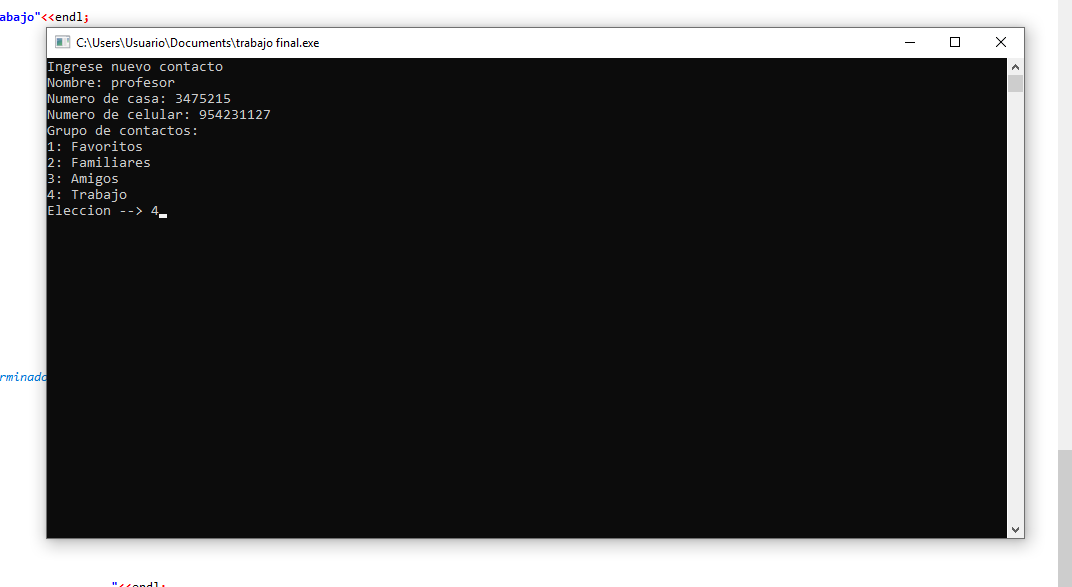 abajo"<<endl;
C:\Users\Usuario\Documents\trabajo final.exe
Ingrese nuevo contacto
Nombre: profesor
Numero de casa: 3475215
Numero de celular: 954231127
Grupo de contactos:
1: Favoritos
2: Familiares
3: Amigos
4: Trabajo
Eleccion --> 4
rminado
"<<endl;